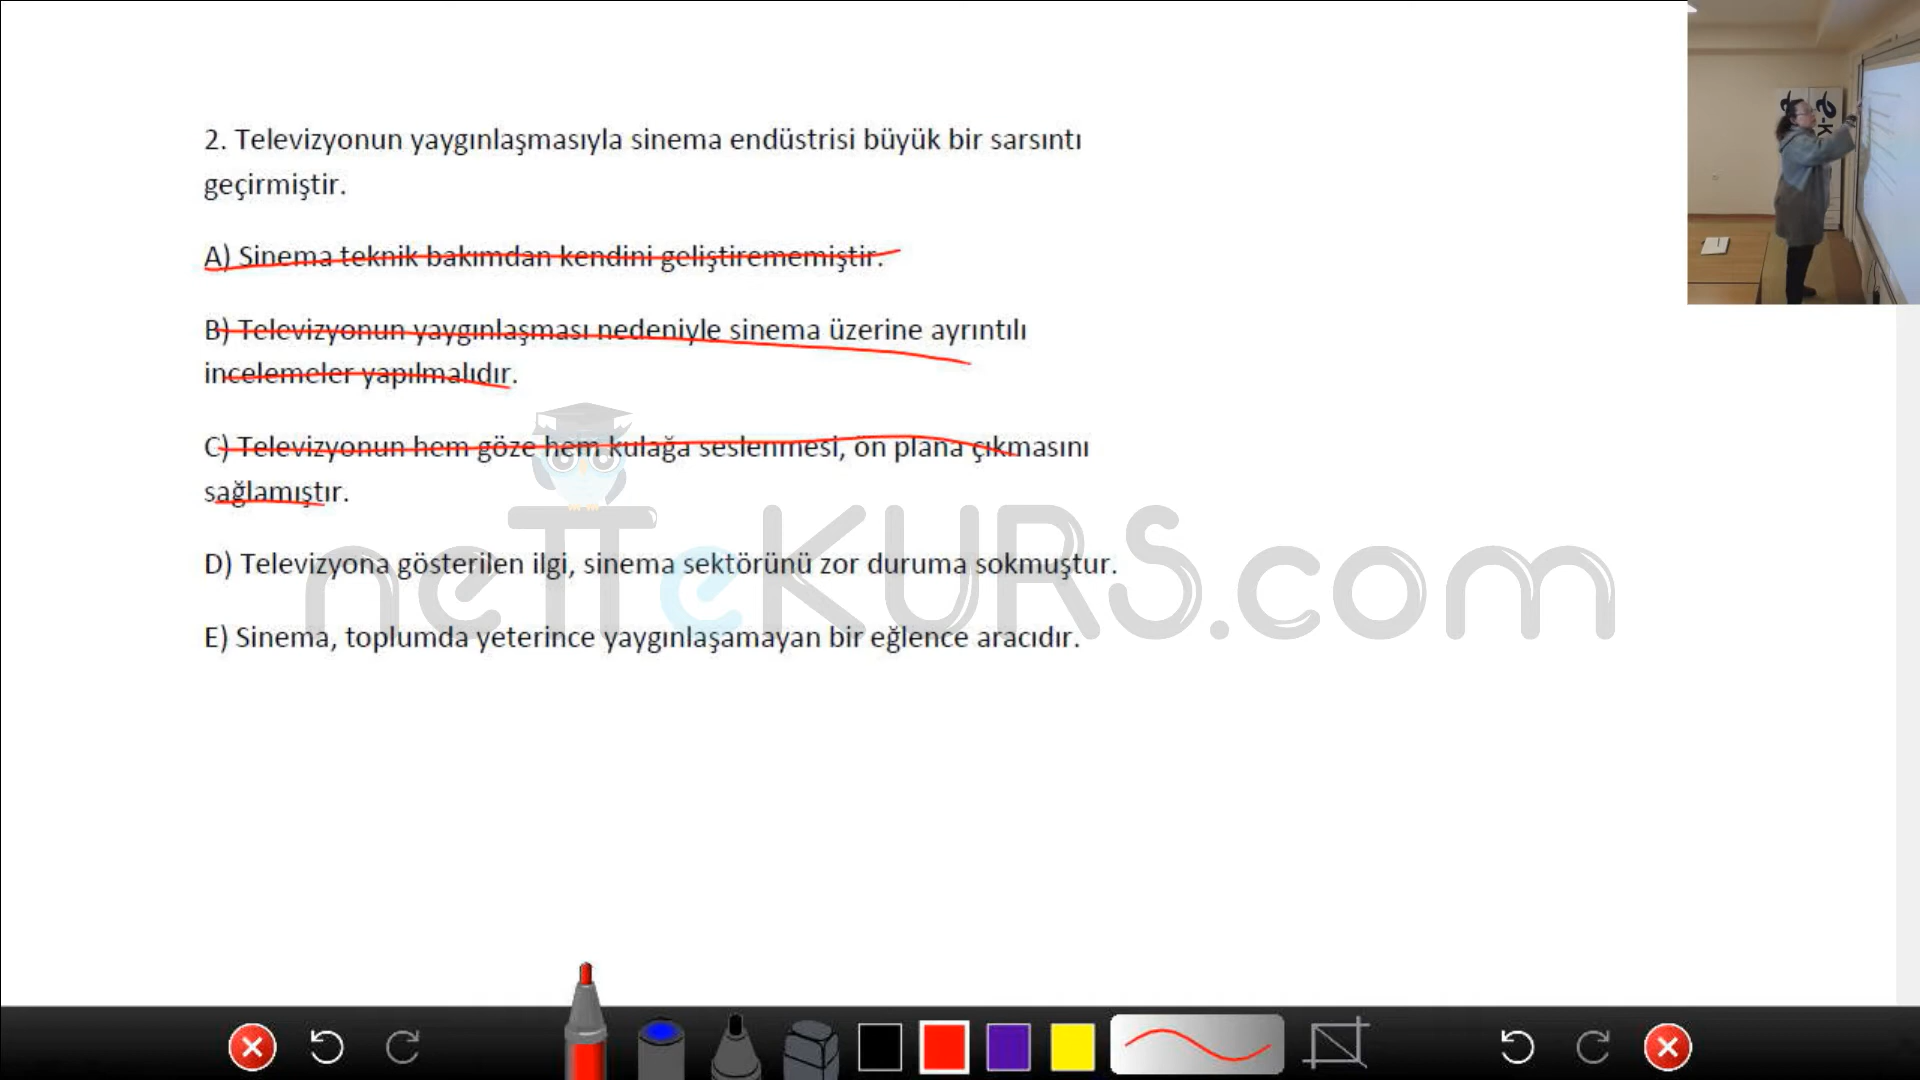 2. Televizyonun yaygınlaşmasıyla sinema endüstrisi büyük bir sarsıntı
geçirmiştir.
A) Sinema teknik bakımdan kendini geliştirememiştir.
B) Televizyonun yaygınlaşması nedeniyle sinema üzerine ayrıntılı
incelemeler yapılmalıdır.
C) Televizyonun hem göze hem kulağa seslenmesi, ön plana çıkmasını
sağlamıştır.
D) Televizyona gösterilen ilgi, sinema sektörünü zor duruma sokmuştur.
neTTeKURS.com
E) Sinema, toplumda yeterince yaygınlaşamayan bir eğlence aracıdır.